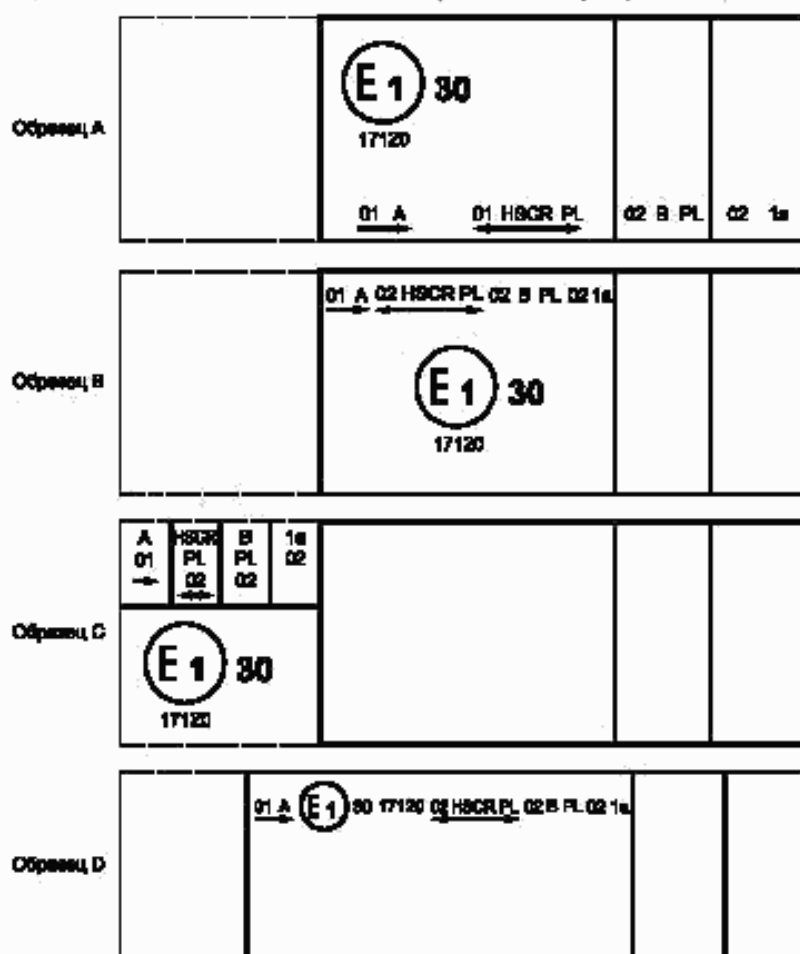 Образец A
E 1 30
17120
01 A 01 HSCR PL 02 B PL 02 1a
Образец B
01 A 02 HSCR PL 02 B PL 02 1a
E 1 30
17120
Образец C
A HSCR B 1a
01 PL PL 02
02 02
E 1 30
17120
Образец D
01 A E 1 30 17120 02 HSCR PL 02 B PL 02 1a